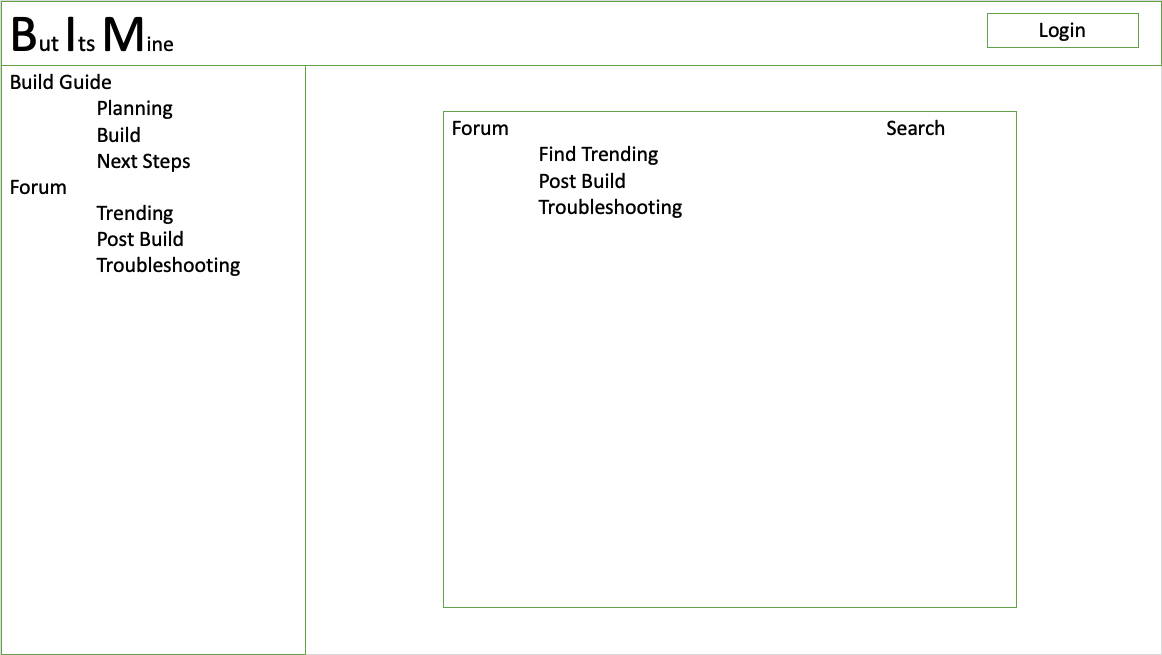 But Its Mine
Login
Build Guide
Planning
Build
Next Steps
Forum
Trending
Post Build
Troubleshooting
Forum
Search
Find Trending
Post Build
Troubleshooting